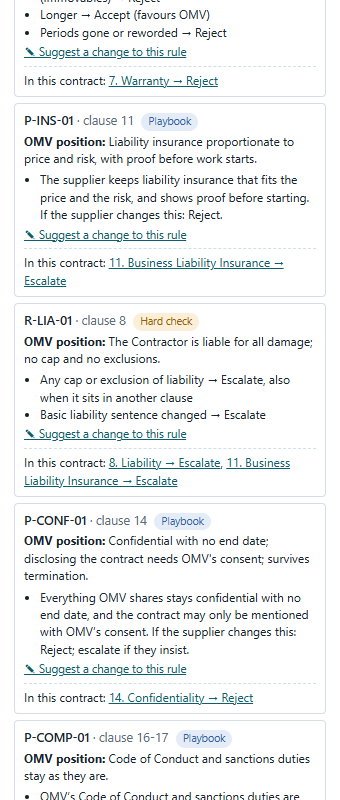 (immovables) → Reject
Longer → Accept (favours OMV)
Periods gone or reworded → Reject
Suggest a change to this rule
In this contract: 7. Warranty → Reject
P-INS-01 · clause 11 Playbook
OMV position: Liability insurance proportionate to
price and risk, with proof before work starts.
The supplier keeps liability insurance that fits the
price and the risk, and shows proof before starting.
If the supplier changes this: Reject.
Suggest a change to this rule
In this contract: 11. Business Liability Insurance →
Escalate
R-LIA-01 · clause 8 Hard check
OMV position: The Contractor is liable for all damage;
no cap and no exclusions.
Any cap or exclusion of liability → Escalate, also
when it sits in another clause
Basic liability sentence changed → Escalate
Suggest a change to this rule
In this contract: 8. Liability → Escalate, 11. Business
Liability Insurance → Escalate
P-CONF-01 · clause 14 Playbook
OMV position: Confidential with no end date;
disclosing the contract needs OMV's consent; survives
termination.
Everything OMV shares stays confidential with no
end date, and the contract may only be mentioned
with OMV's consent. If the supplier changes this:
Reject; escalate if they insist.
Suggest a change to this rule
In this contract: 14. Confidentiality → Reject
P-COMP-01 · clause 16-17 Playbook
OMV position: Code of Conduct and sanctions duties
stay as they are.
OMV's Code of Conduct and sanctions duties are